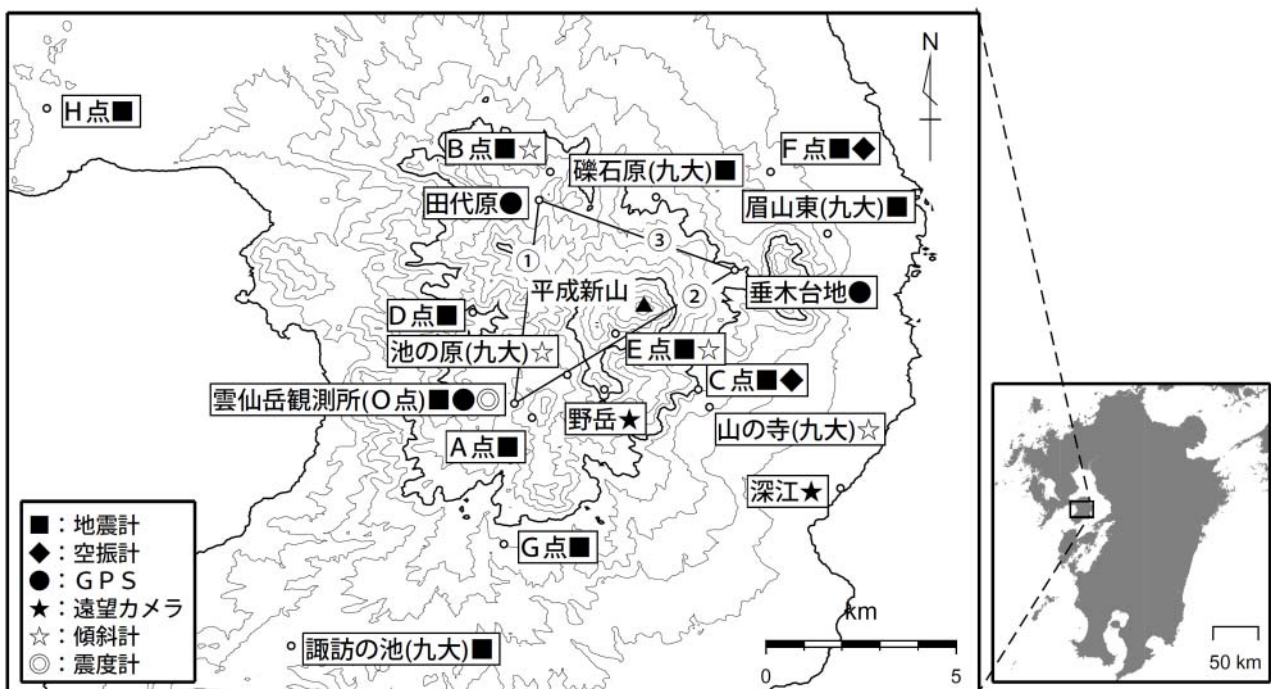 N
H点■
B点■☆
F点■◆
礫石原(九大)■
田代原●
眉山東(九大)■
③
①
平成新山
②
垂木台地●
D点■
池の原(九大)☆
E点■☆
C点■◆
雲仙岳観測所(O点)■●◎
野岳★
山の寺(九大)☆
A点■
深江★
G点■
■：地震計
◆：空振計
●：GPS
★：遠望カメラ
☆：傾斜計
◎：震度計
km
0 5
諏訪の池(九大)■
50 km